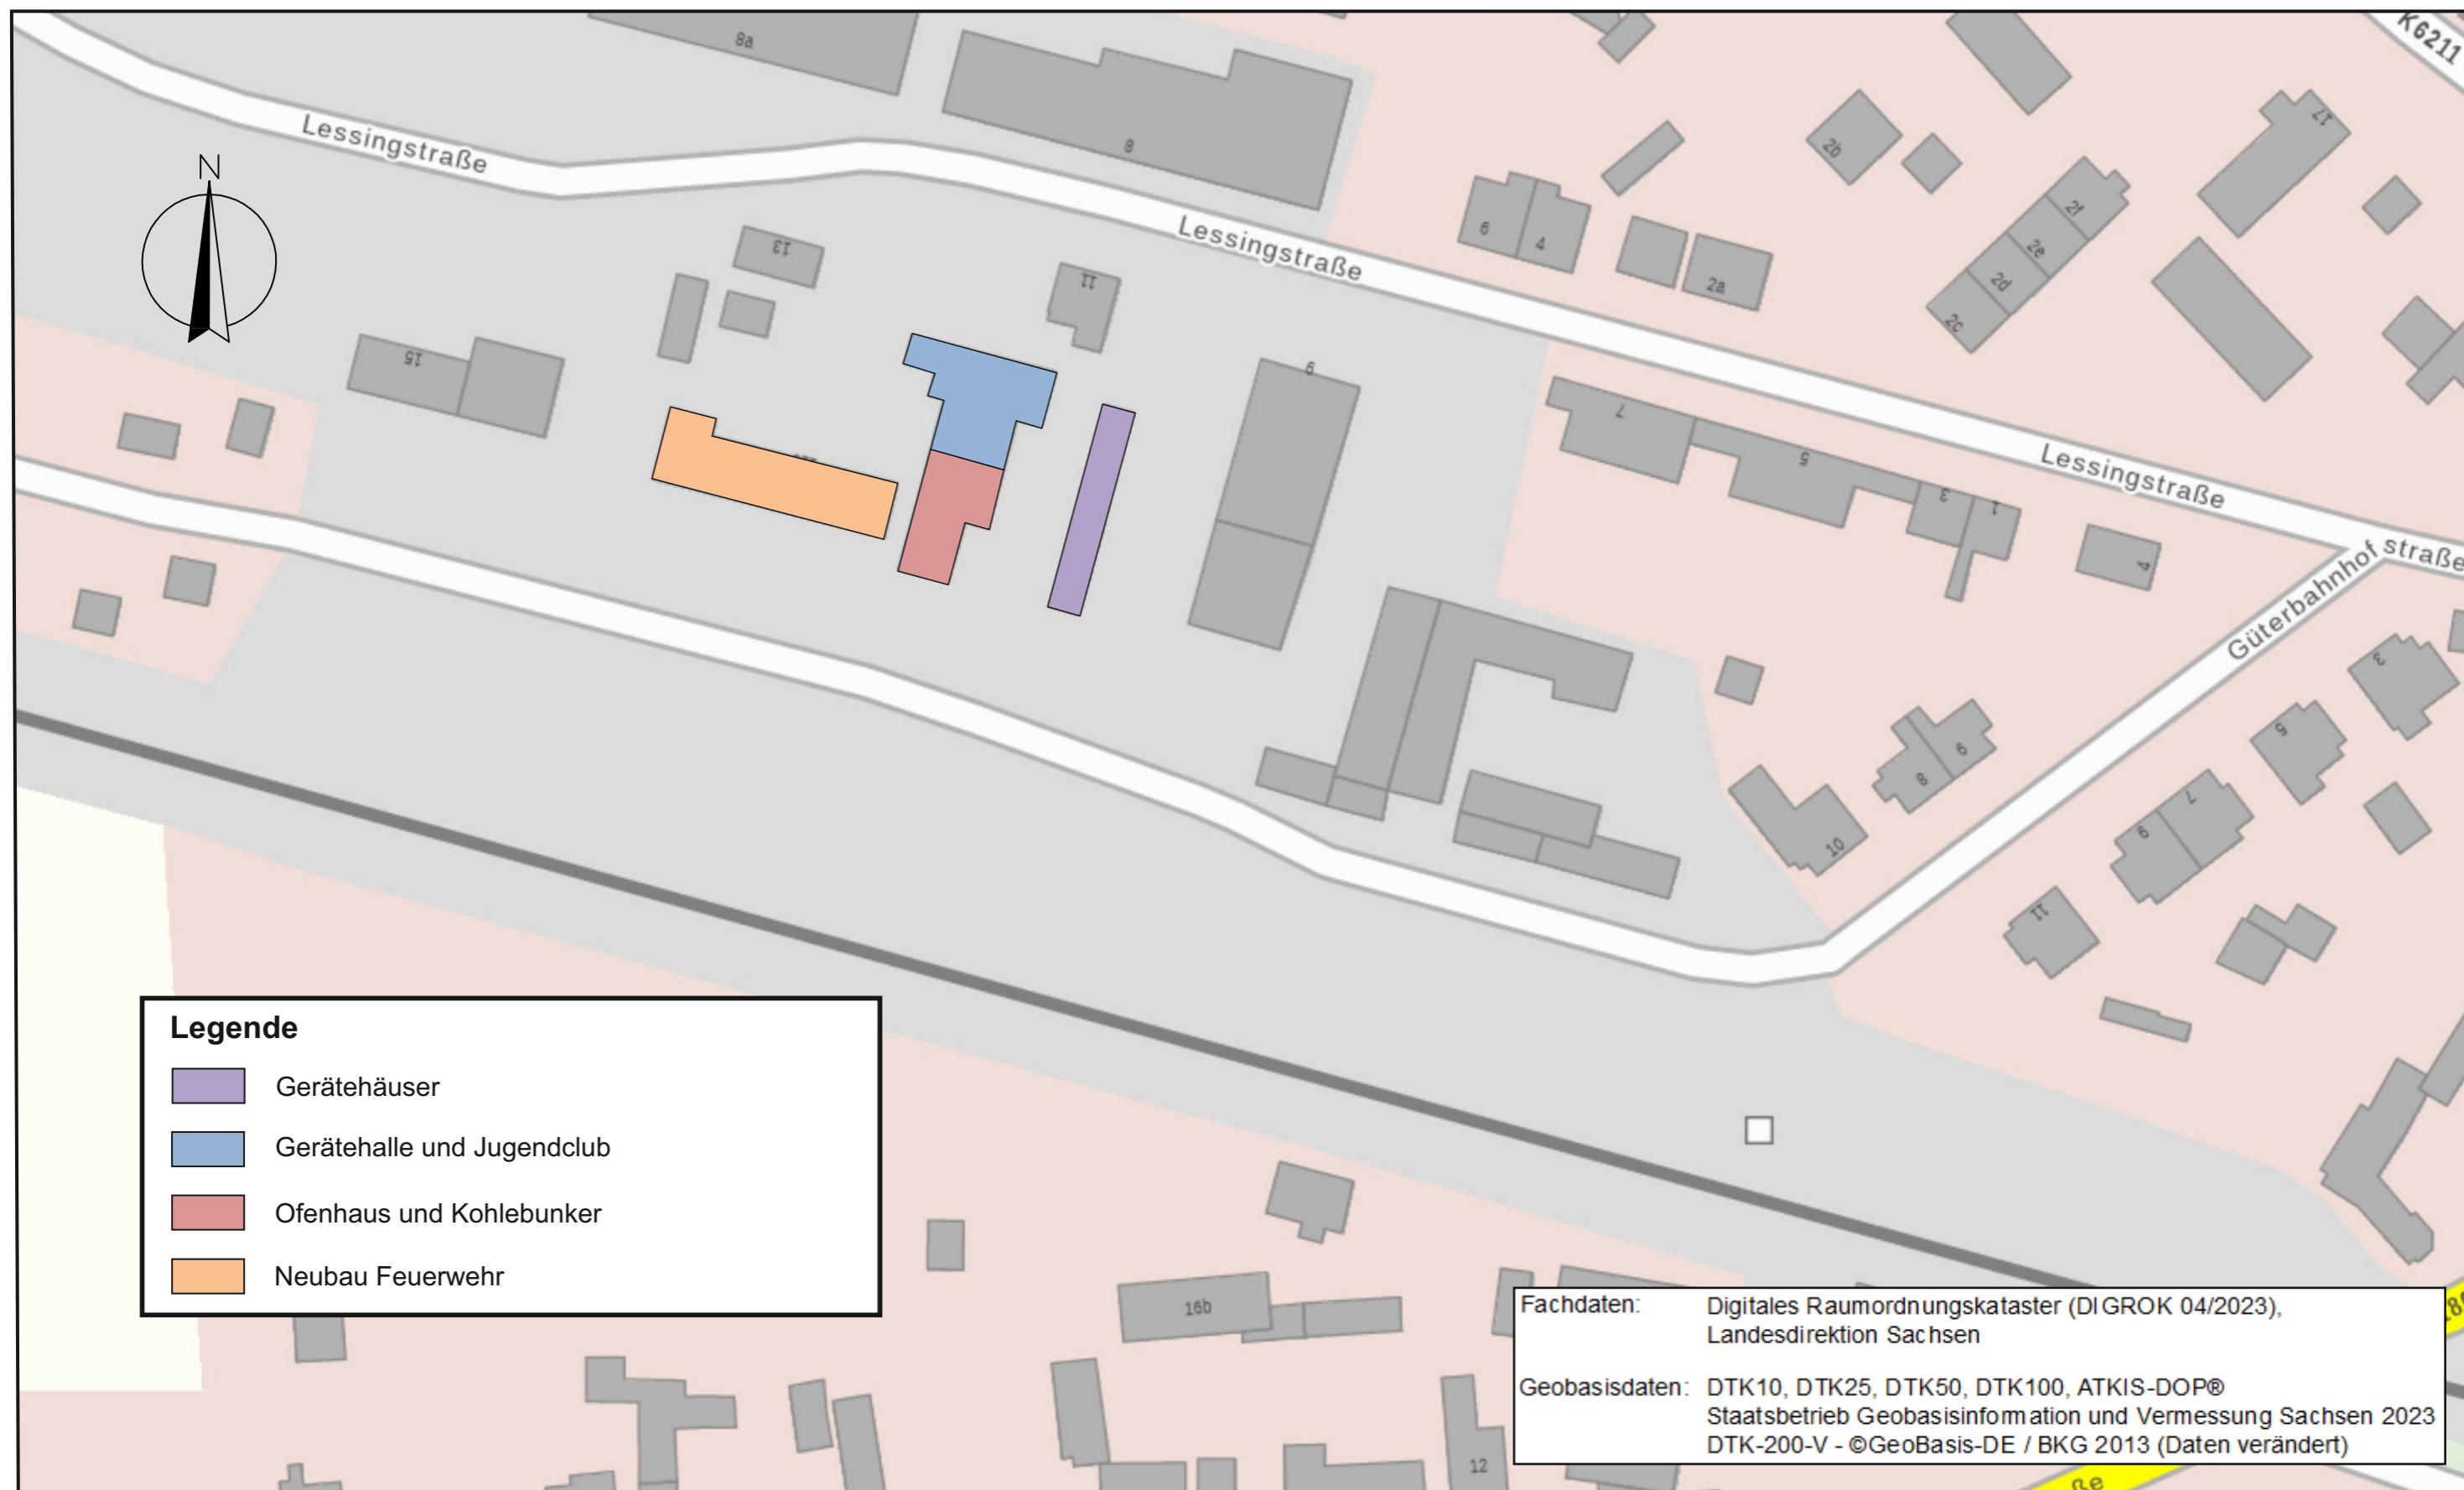 K6211
8a
8
Lessingstraße
N
17
2b
2f
2e
2d
2c
6
4
2a
Lessingstraße
13
11
15
9
7
5
3
1
4
Lessingstraße
Güterbahnhof straße
3
5
7
9
11
6
8
10
Legende
Gerätehäuser
Gerätehalle und Jugendclub
Ofenhaus und Kohlebunker
Neubau Feuerwehr
16b
12
Fachdaten: Digitales Raumordnungskataster (DIGROK 04/2023),
Landesdirektion Sachsen
Geobasisdaten: DTK10, DTK25, DTK50, DTK100, ATKIS-DOP®
Staatsbetrieb Geobasisinformation und Vermessung Sachsen 2023
DTK-200-V - ©GeoBasis-DE / BKG 2013 (Daten verändert)
ße